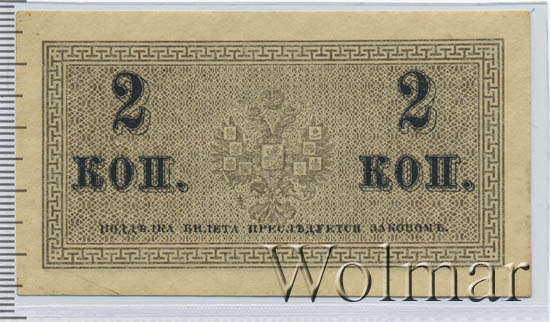 2 2
КОП. КОП.
ПОДДѢЛКА БИЛЕТА ПРЕСЛѢДУЕТСЯ ЗАКОНОМЪ.
Wolmar